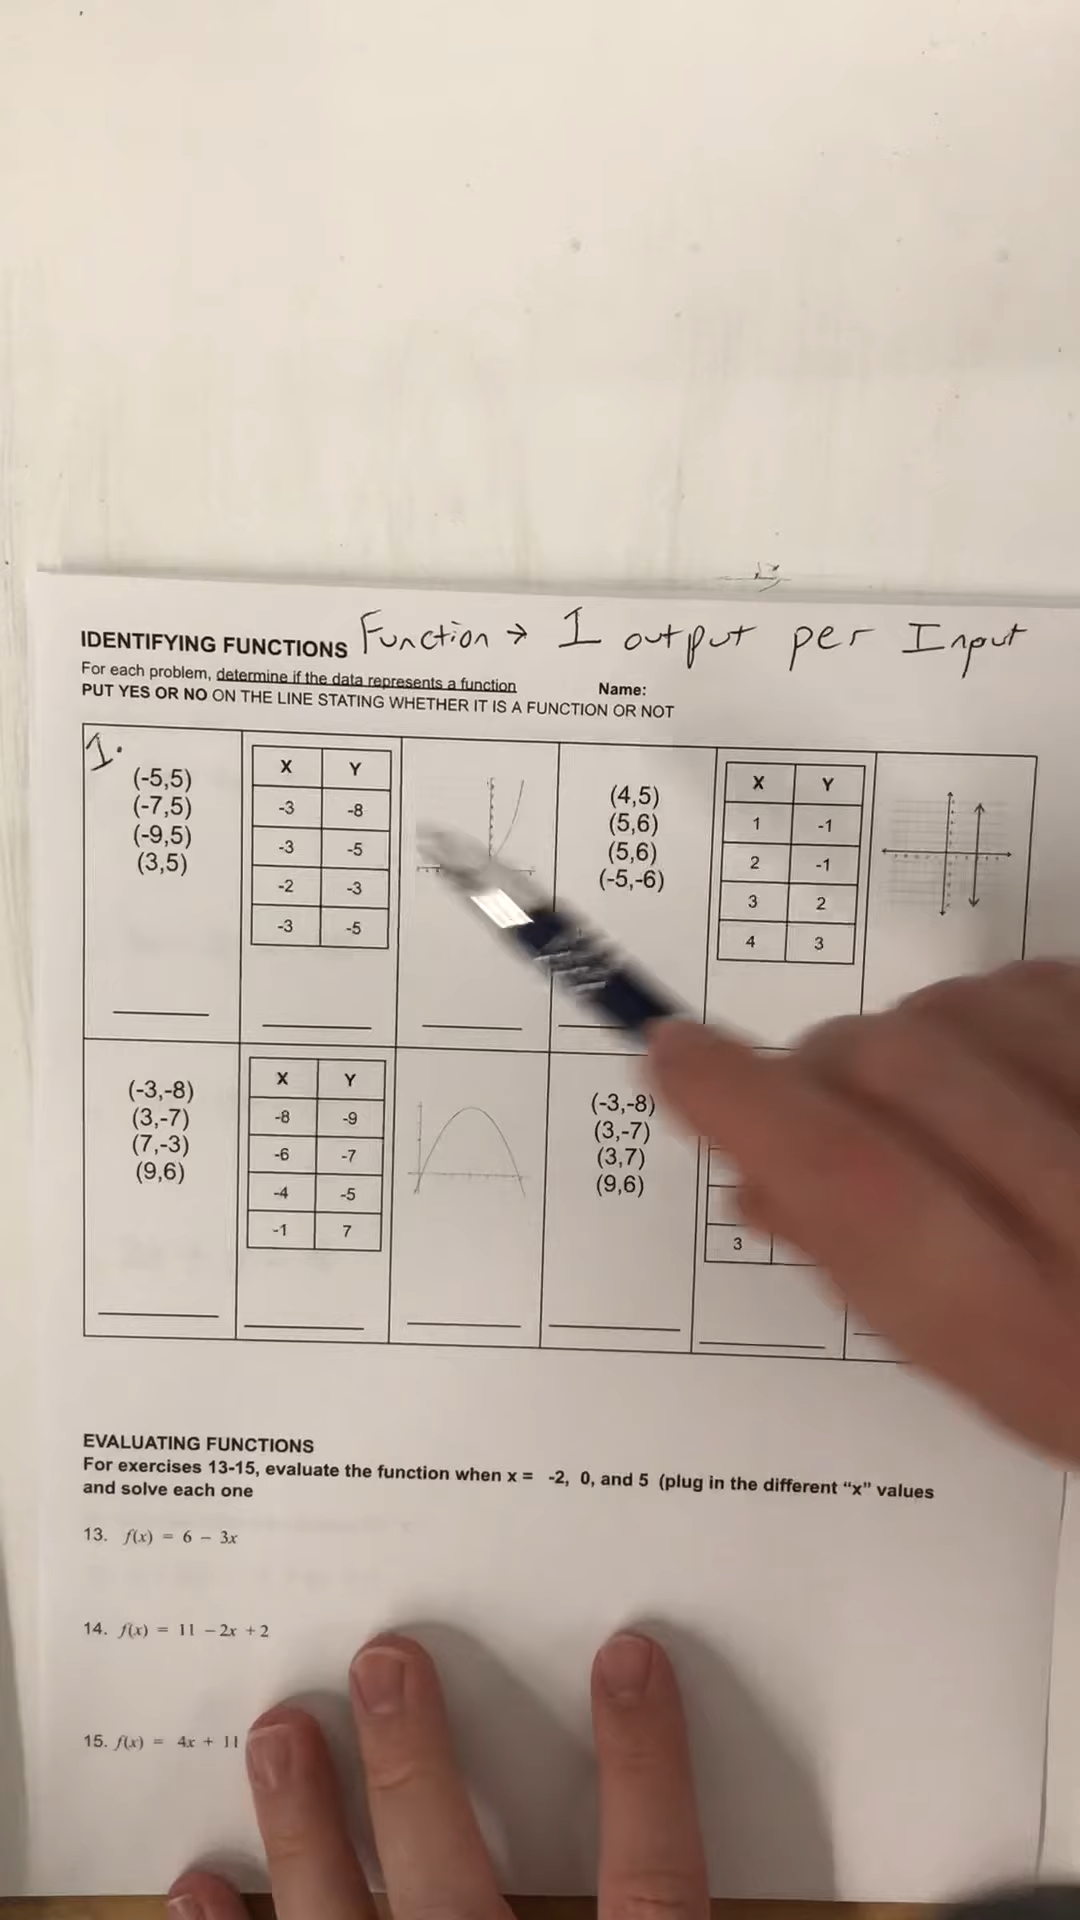 IDENTIFYING FUNCTIONS Function → 1 output per Input
For each problem, determine if the data represents a function Name:
PUT YES OR NO ON THE LINE STATING WHETHER IT IS A FUNCTION OR NOT
1.
(-5,5)
(-7,5)
(-9,5)
(3,5)
X Y
-3 -8
-3 -5
-2 -3
-3 -5
(4,5)
(5,6)
(5,6)
(-5,-6)
X Y
1 -1
2 -1
3 2
4 3
(-3,-8)
(3,-7)
(7,-3)
(9,6)
X Y
-8 -9
-6 -7
-4 -5
-1 7
(-3,-8)
(3,-7)
(3,7)
(9,6)
3
EVALUATING FUNCTIONS
For exercises 13-15, evaluate the function when x = -2, 0, and 5 (plug in the different “x” values
and solve each one
13. f(x) = 6 – 3x
14. f(x) = 11 – 2x + 2
15. f(x) = 4x + 11